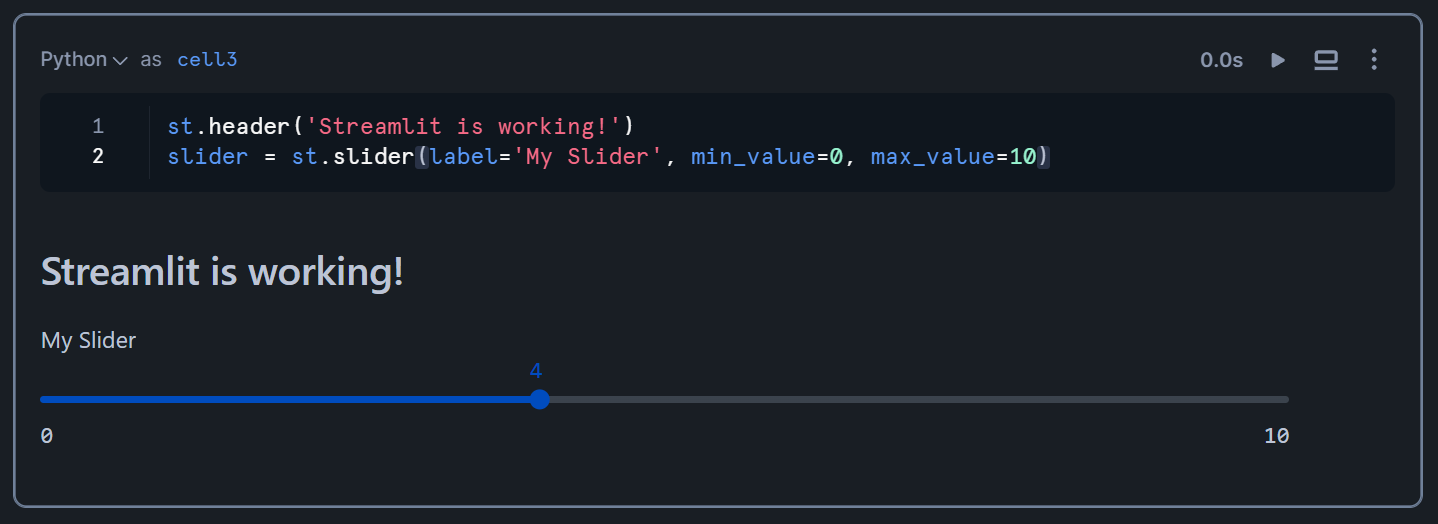 Python as cell3 0.0s
1 st.header('Streamlit is working!')
2 slider = st.slider(label='My Slider', min_value=0, max_value=10)
Streamlit is working!
My Slider
4
0 10